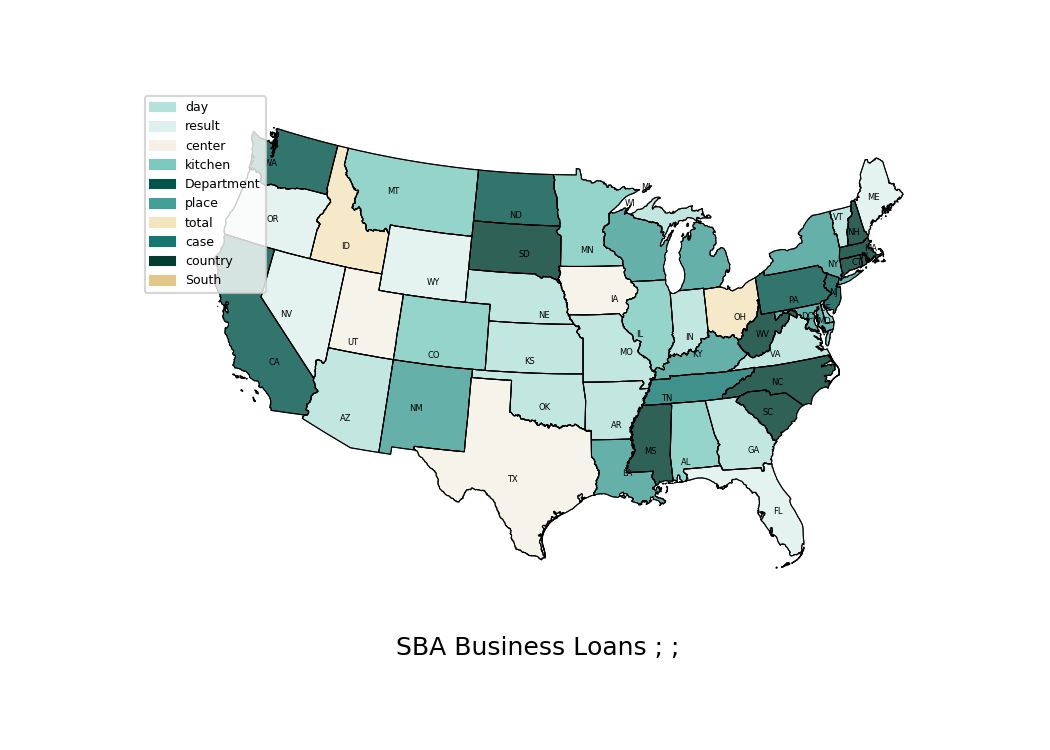 day
result
center
kitchen
Department
place
total
case
country
South
WA
OR
CA
NV
ID
MT
WY
UT
AZ
CO
NM
ND
SD
NE
KS
OK
TX
MN
IA
MO
AR
LA
WI
MI
MI
IL
IN
OH
KY
TN
MS
AL
GA
FL
SC
NC
VA
WV
PA
NY
VT
NH
ME
MA
CT
NJ
DC
MD
SBA Business Loans ; ;